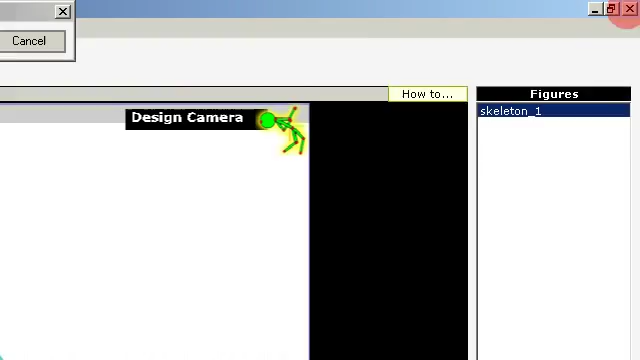 Cancel
How to...
Figures
Design Camera
skeleton_1